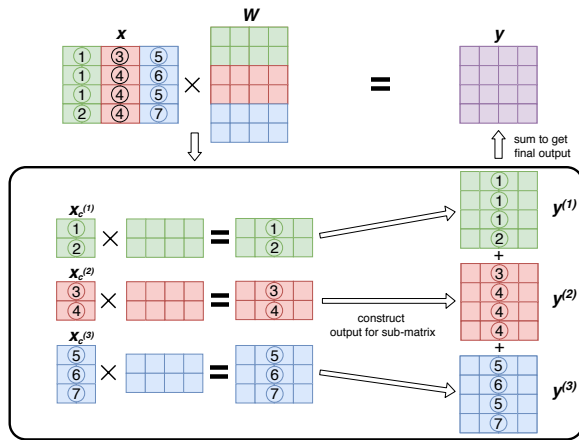 x W y
① ③ ⑤
① ④ ⑥
① ④ ⑤
② ④ ⑦
× =
sum to get
final output
x_c^(1)
① × = ①
② ②
x_c^(2)
③ × = ③
④ ④
x_c^(3)
⑤ × = ⑤
⑥ ⑥
⑦ ⑦
construct
output for sub-matrix
① y^(1)
①
①
②
+
③ y^(2)
④
④
④
+
⑤ y^(3)
⑥
⑤
⑦